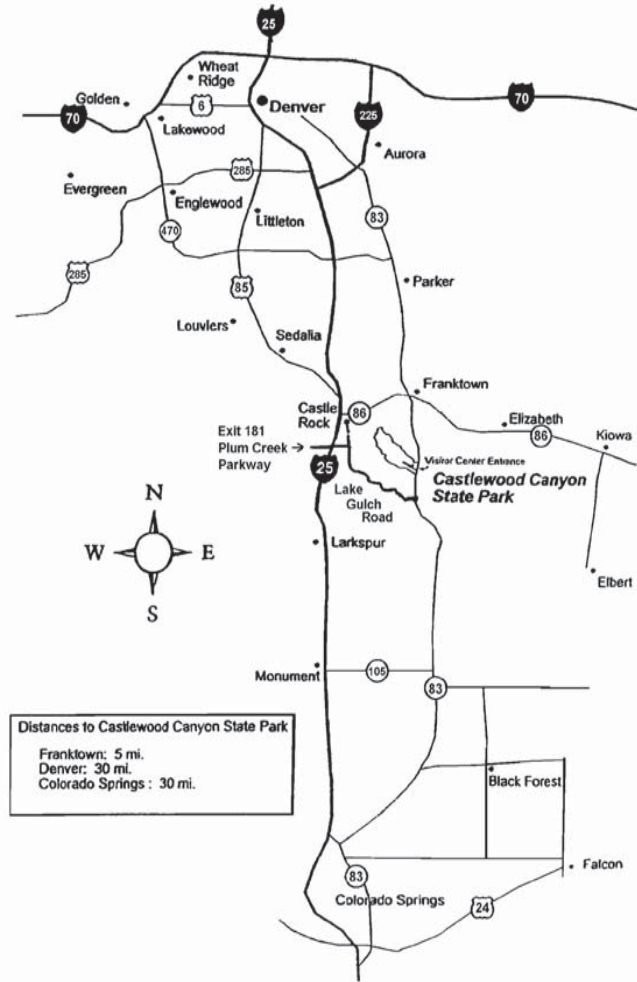 25
Wheat
Ridge
Golden
6
Denver
70
70
Lakewood
225
Aurora
285
Evergreen
Englewood
83
Littleton
470
285
85
Parker
Louvlers
Sedalia
Franktown
Castle
Rock
86
Elizabeth
86
Kiowa
Exit 181
Plum Creek
Parkway
Visitor Center Entrance
25
Castlewood Canyon
State Park
Lake
Gulch
Road
N
W E
S
Larkspur
Elbert
Monument
105
83
Distances to Castlewood Canyon State Park
Franktown: 5 mi.
Denver: 30 mi.
Colorado Springs : 30 mi.
Black Forest
Falcon
83
Colorado Springs
24